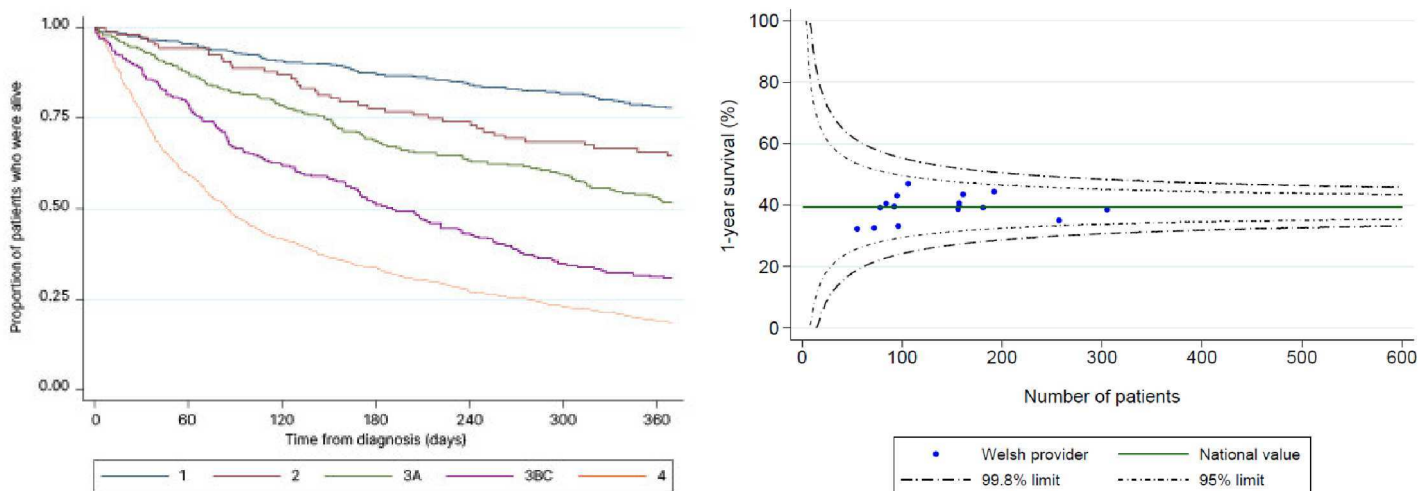 Proportion of patients who were alive
1.00
0.75
0.50
0.25
0.00
0 60 120 180 240 300 360
Time from diagnosis (days)
1 2 3A 3BC 4
1-year survival (%)
100
80
60
40
20
0
0 100 200 300 400 500 600
Number of patients
Welsh provider National value
99.8% limit 95% limit